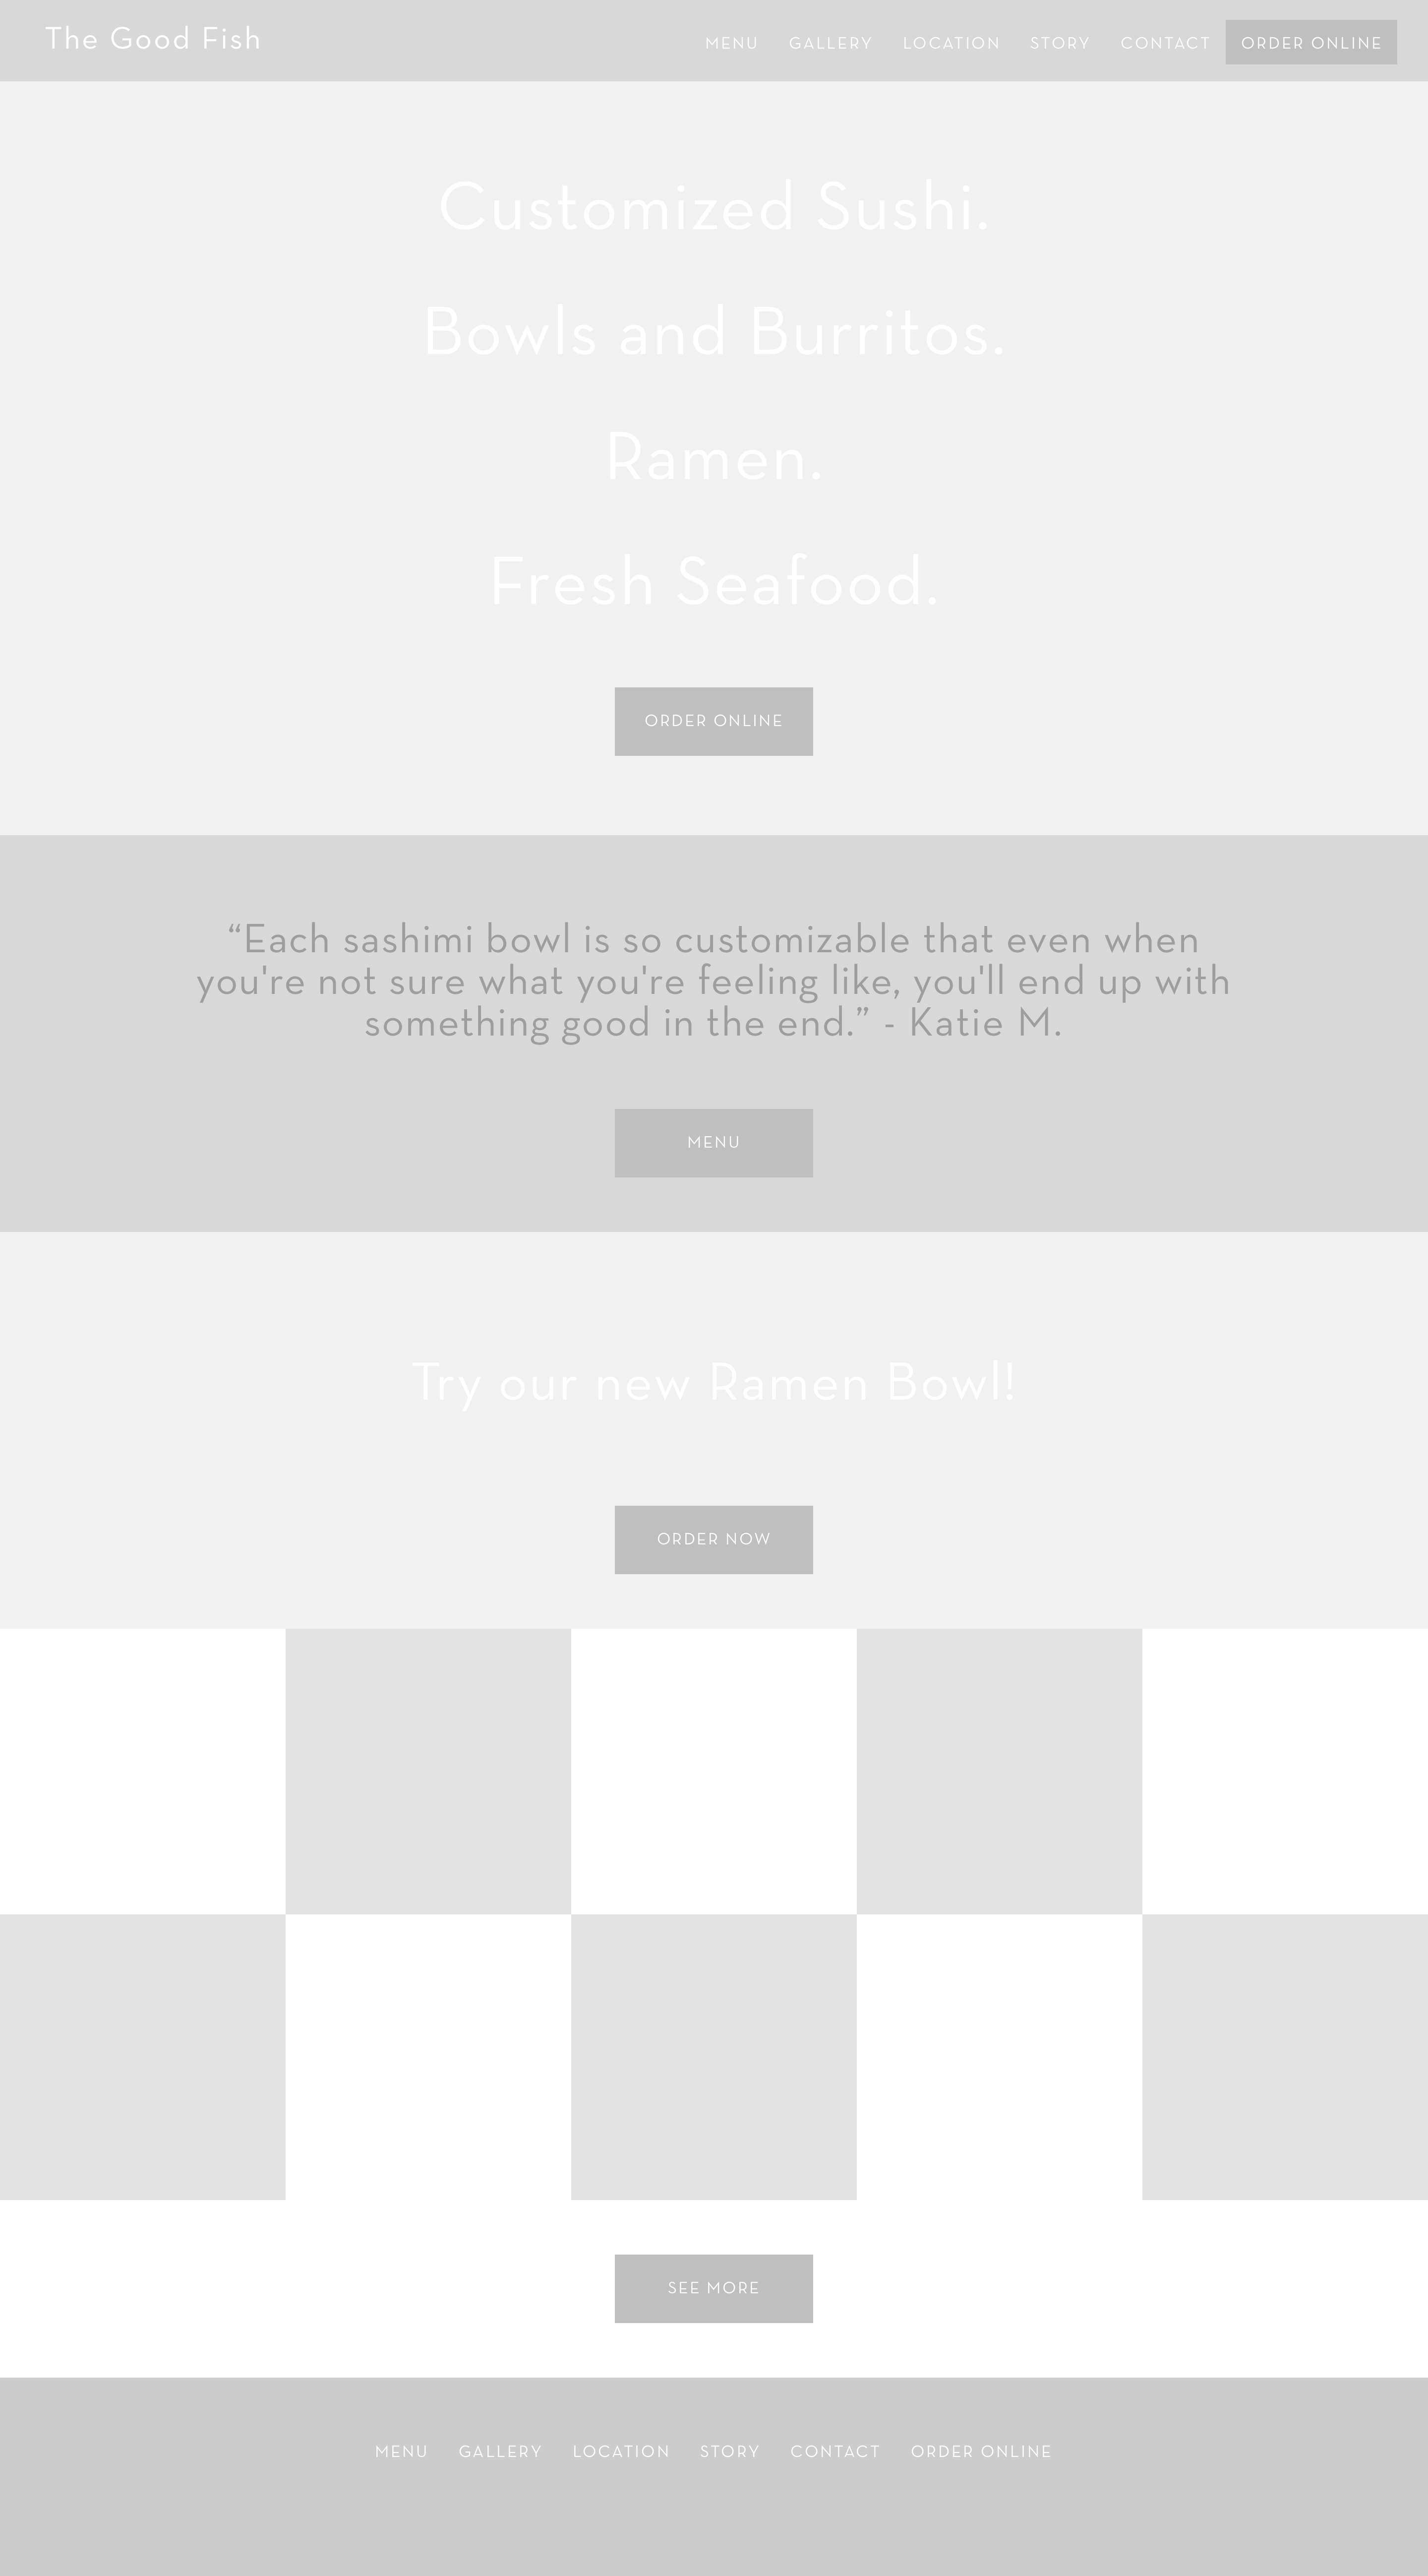 The Good Fish
MENU GALLERY LOCATION STORY CONTACT ORDER ONLINE
Customized Sushi.
Bowls and Burritos.
Ramen.
Fresh Seafood.
ORDER ONLINE
“Each sashimi bowl is so customizable that even when
you're not sure what you're feeling like, you'll end up with
something good in the end.” - Katie M.
MENU
Try our new Ramen Bowl!
ORDER NOW
SEE MORE
MENU GALLERY LOCATION STORY CONTACT ORDER ONLINE